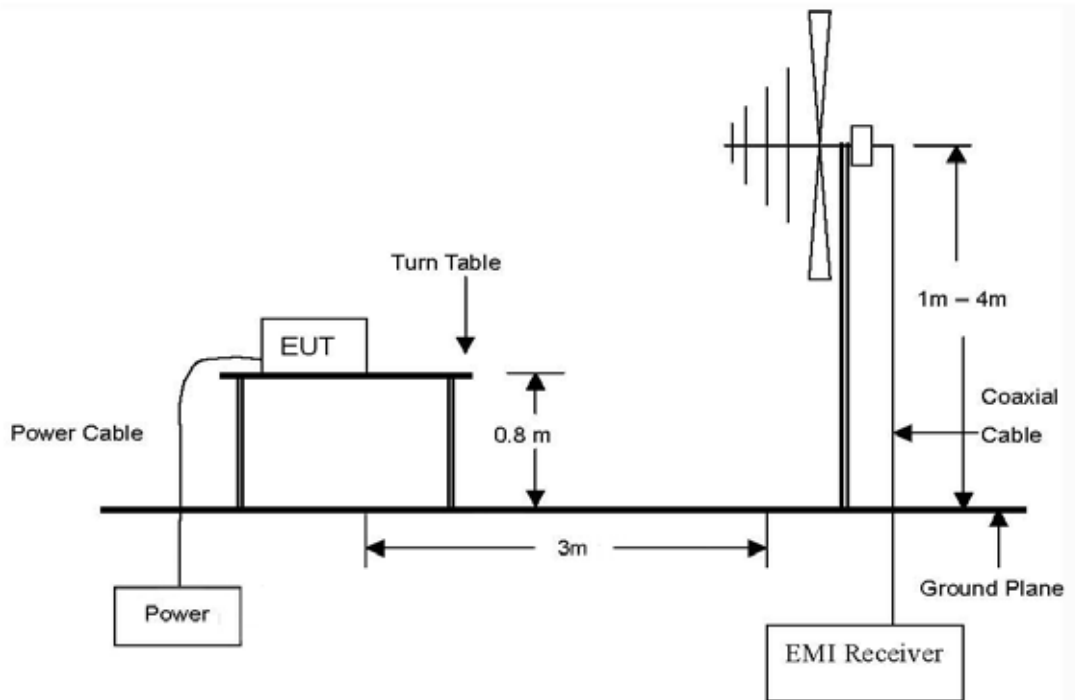 Turn Table
1m – 4m
EUT
Coaxial
Cable
0.8 m
Power Cable
3m
Ground Plane
Power
EMI Receiver